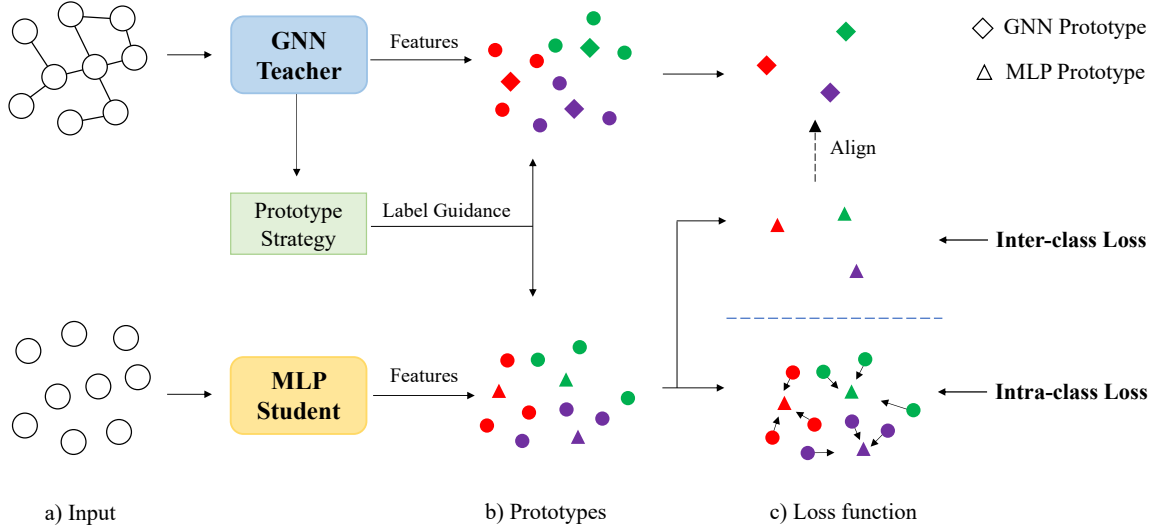 GNN
Teacher
Features
GNN Prototype
MLP Prototype
Align
Prototype
Strategy
Label Guidance
Inter-class Loss
MLP
Student
Features
Intra-class Loss
a) Input
b) Prototypes
c) Loss function